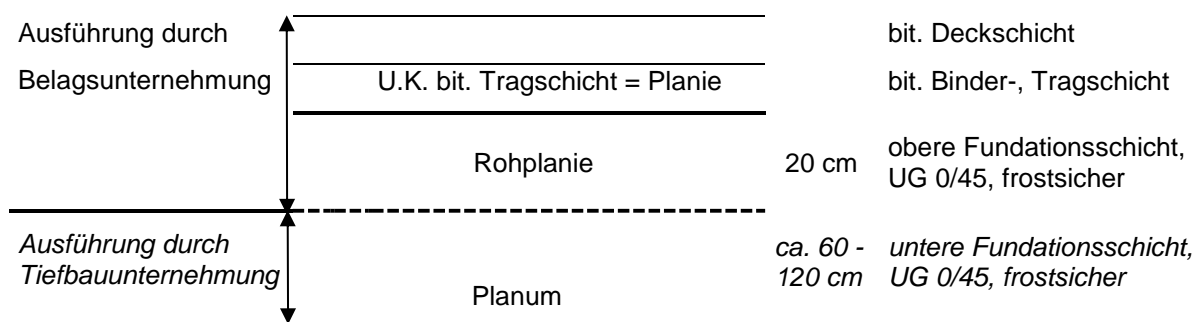 Ausführung durch
bit. Deckschicht
Belagsunternehmung
U.K. bit. Tragschicht = Planie
bit. Binder-, Tragschicht
Rohplanie
20 cm
obere Fundationsschicht,
UG 0/45, frostsicher
Ausführung durch
Tiefbauunternehmung
ca. 60 -
120 cm
untere Fundationsschicht,
UG 0/45, frostsicher
Planum